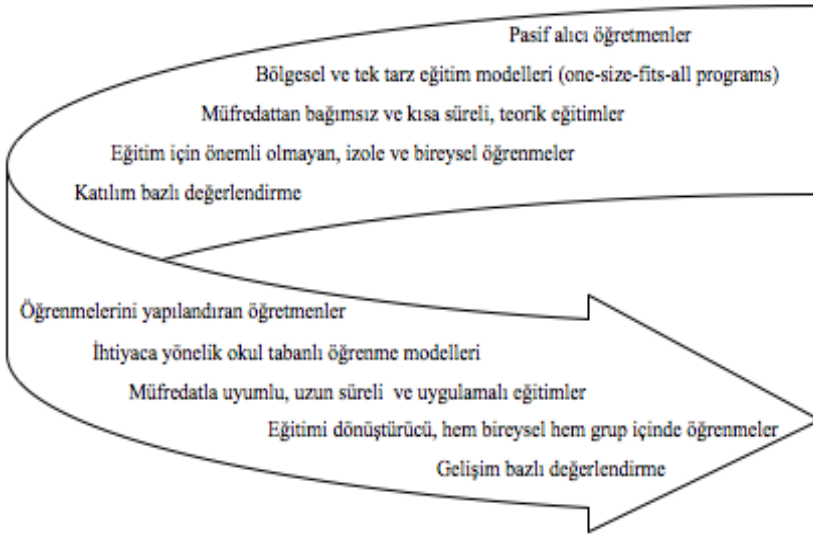 Pasif alıcı öğretmenler
Bölgesel ve tek tarz eğitim modelleri (one-size-fits-all programs)
Müfredattan bağımsız ve kısa süreli, teorik eğitimler
Eğitim için önemli olmayan, izole ve bireysel öğrenmeler
Katılım bazlı değerlendirme
Öğrenmelerini yapılandıran öğretmenler
İhtiyaca yönelik okul tabanlı öğrenme modelleri
Müfredatla uyumlu, uzun süreli ve uygulamalı eğitimler
Eğitimi dönüştürücü, hem bireysel hem grup içinde öğrenmeler
Gelişim bazlı değerlendirme